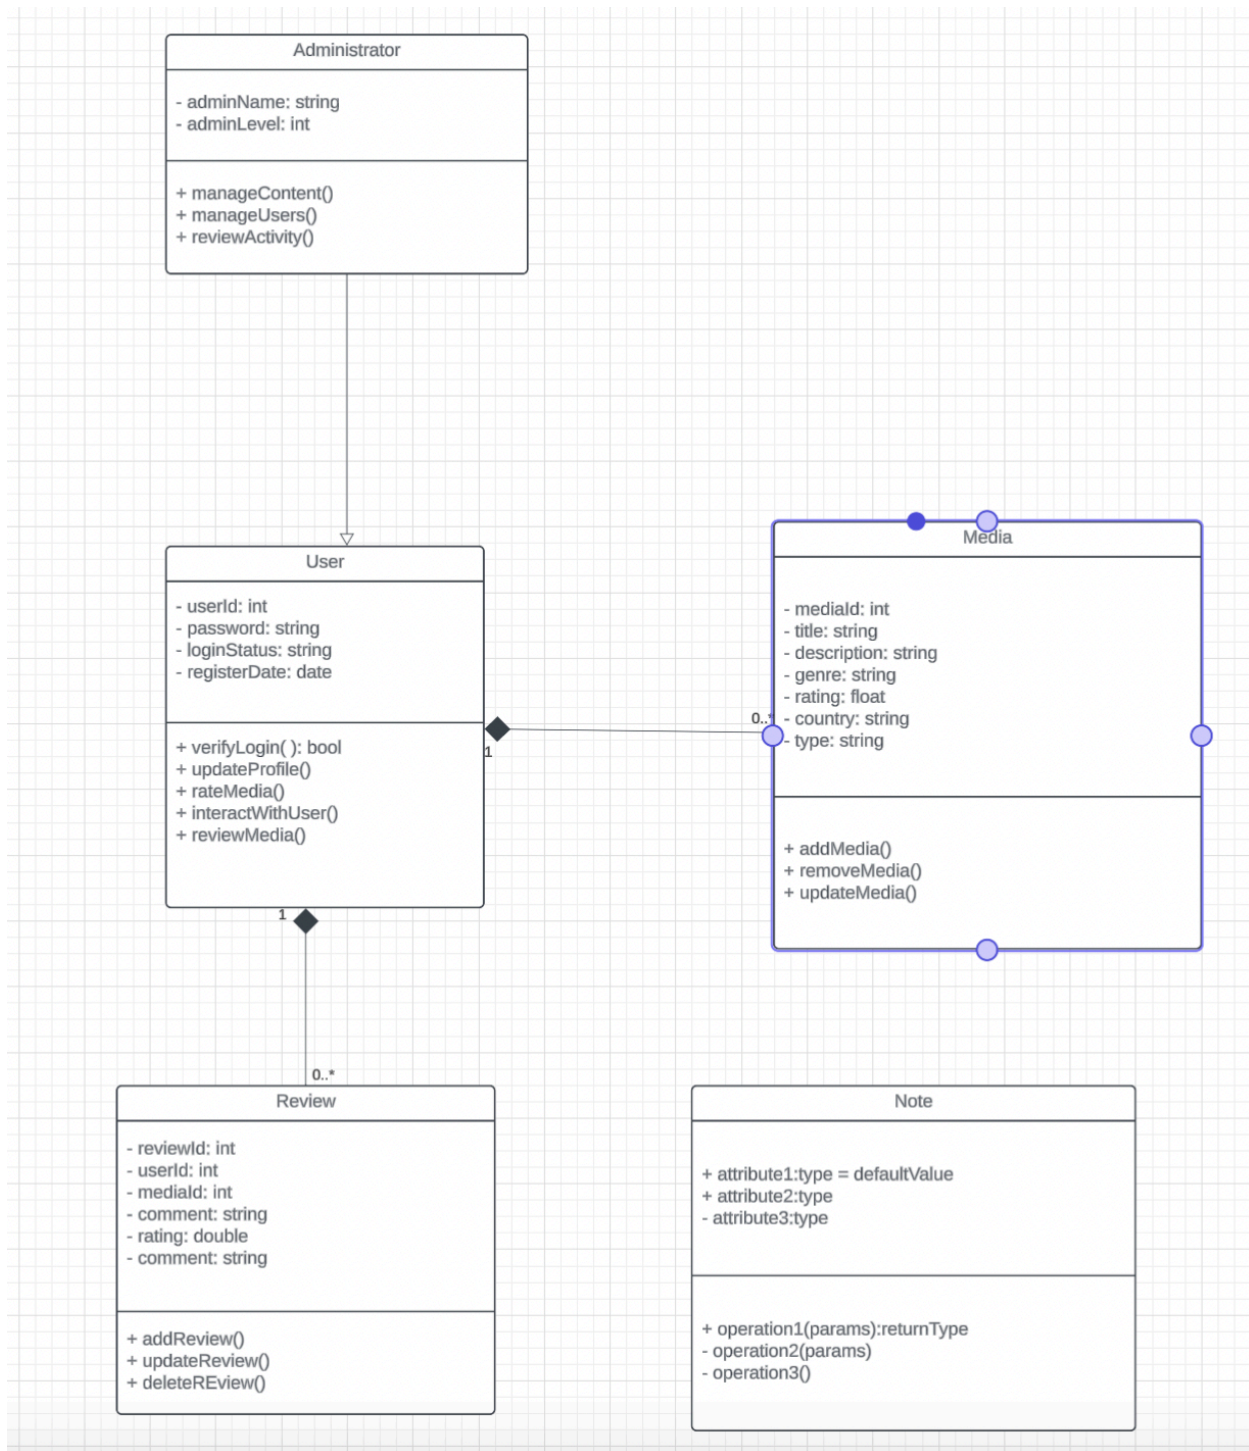 Administrator
- adminName: string
- adminLevel: int
+ manageContent()
+ manageUsers()
+ reviewActivity()
User
- userId: int
- password: string
- loginStatus: string
- registerDate: date
+ verifyLogin( ): bool
+ updateProfile()
+ rateMedia()
+ interactWithUser()
+ reviewMedia()
1
0..*
Media
- mediaId: int
- title: string
- description: string
- genre: string
- rating: float
- country: string
- type: string
+ addMedia()
+ removeMedia()
+ updateMedia()
1
0..*
Review
- reviewId: int
- userId: int
- mediaId: int
- comment: string
- rating: double
- comment: string
+ addReview()
+ updateReview()
+ deleteREview()
Note
+ attribute1:type = defaultValue
+ attribute2:type
- attribute3:type
+ operation1(params):returnType
- operation2(params)
- operation3()